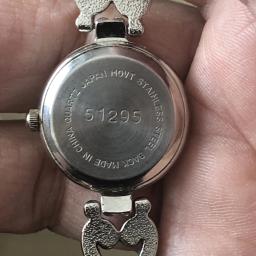 QUARTZ JAPAN MOVT STAINLESS STEEL BACK MADE IN CHINA
51295